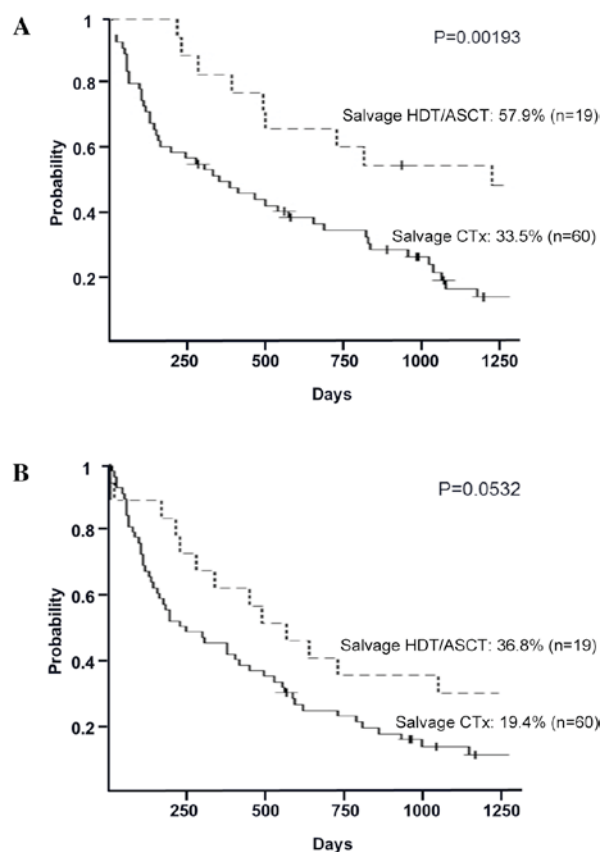 A
P=0.00193
1
0.8
0.6
0.4
0.2
Probability
Salvage HDT/ASCT: 57.9% (n=19)
Salvage CTx: 33.5% (n=60)
250 500 750 1000 1250
Days
B
P=0.0532
1
0.8
0.6
0.4
0.2
Probability
Salvage HDT/ASCT: 36.8% (n=19)
Salvage CTx: 19.4% (n=60)
250 500 750 1000 1250
Days